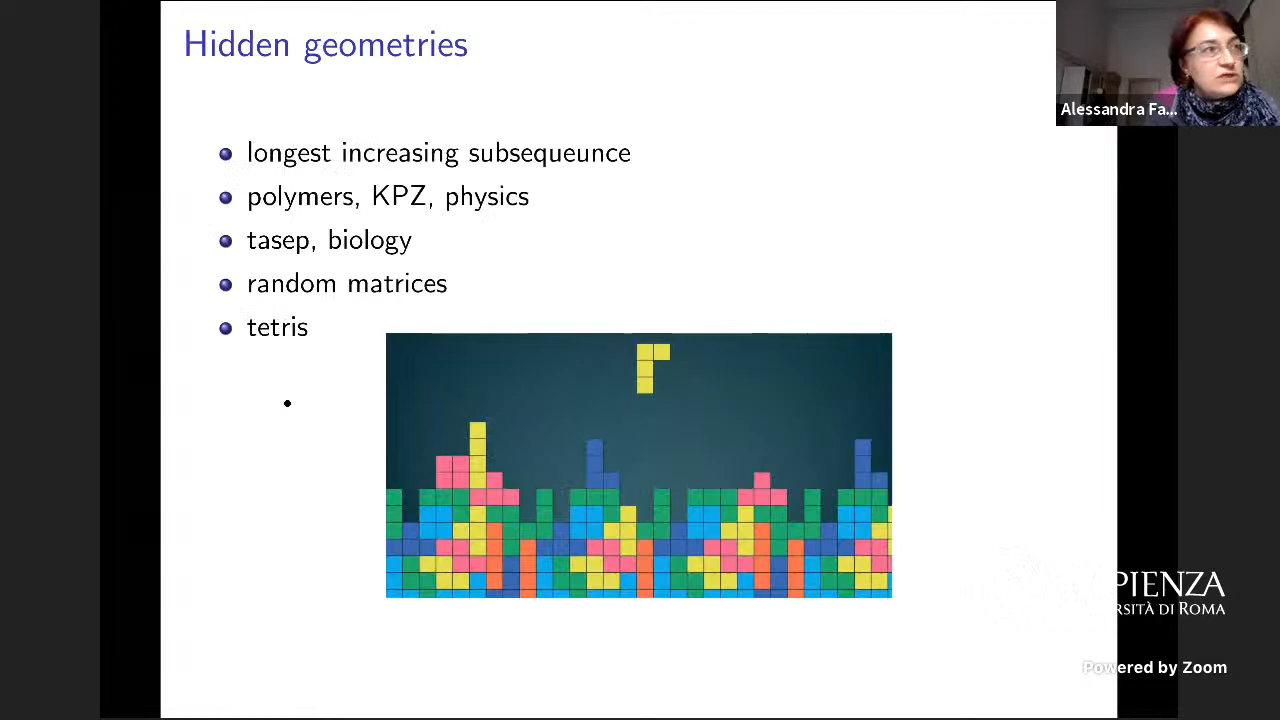 Hidden geometries
Alessandra Fa...
longest increasing subsequeunce
polymers, KPZ, physics
tasep, biology
random matrices
tetris
PIENZA
RSITÀ DI ROMA
Powered by Zoom